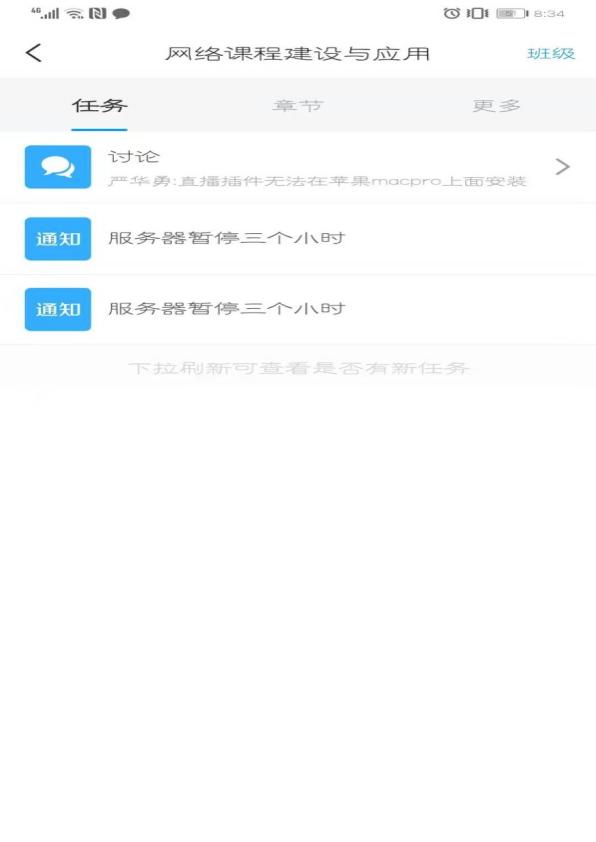 4G 8:34
网络课程建设与应用 班级
任务 章节 更多
讨论
严华勇:直播插件无法在苹果macpro上面安装
通知 服务器暂停三个小时
通知 服务器暂停三个小时
下拉刷新可查看是否有新任务